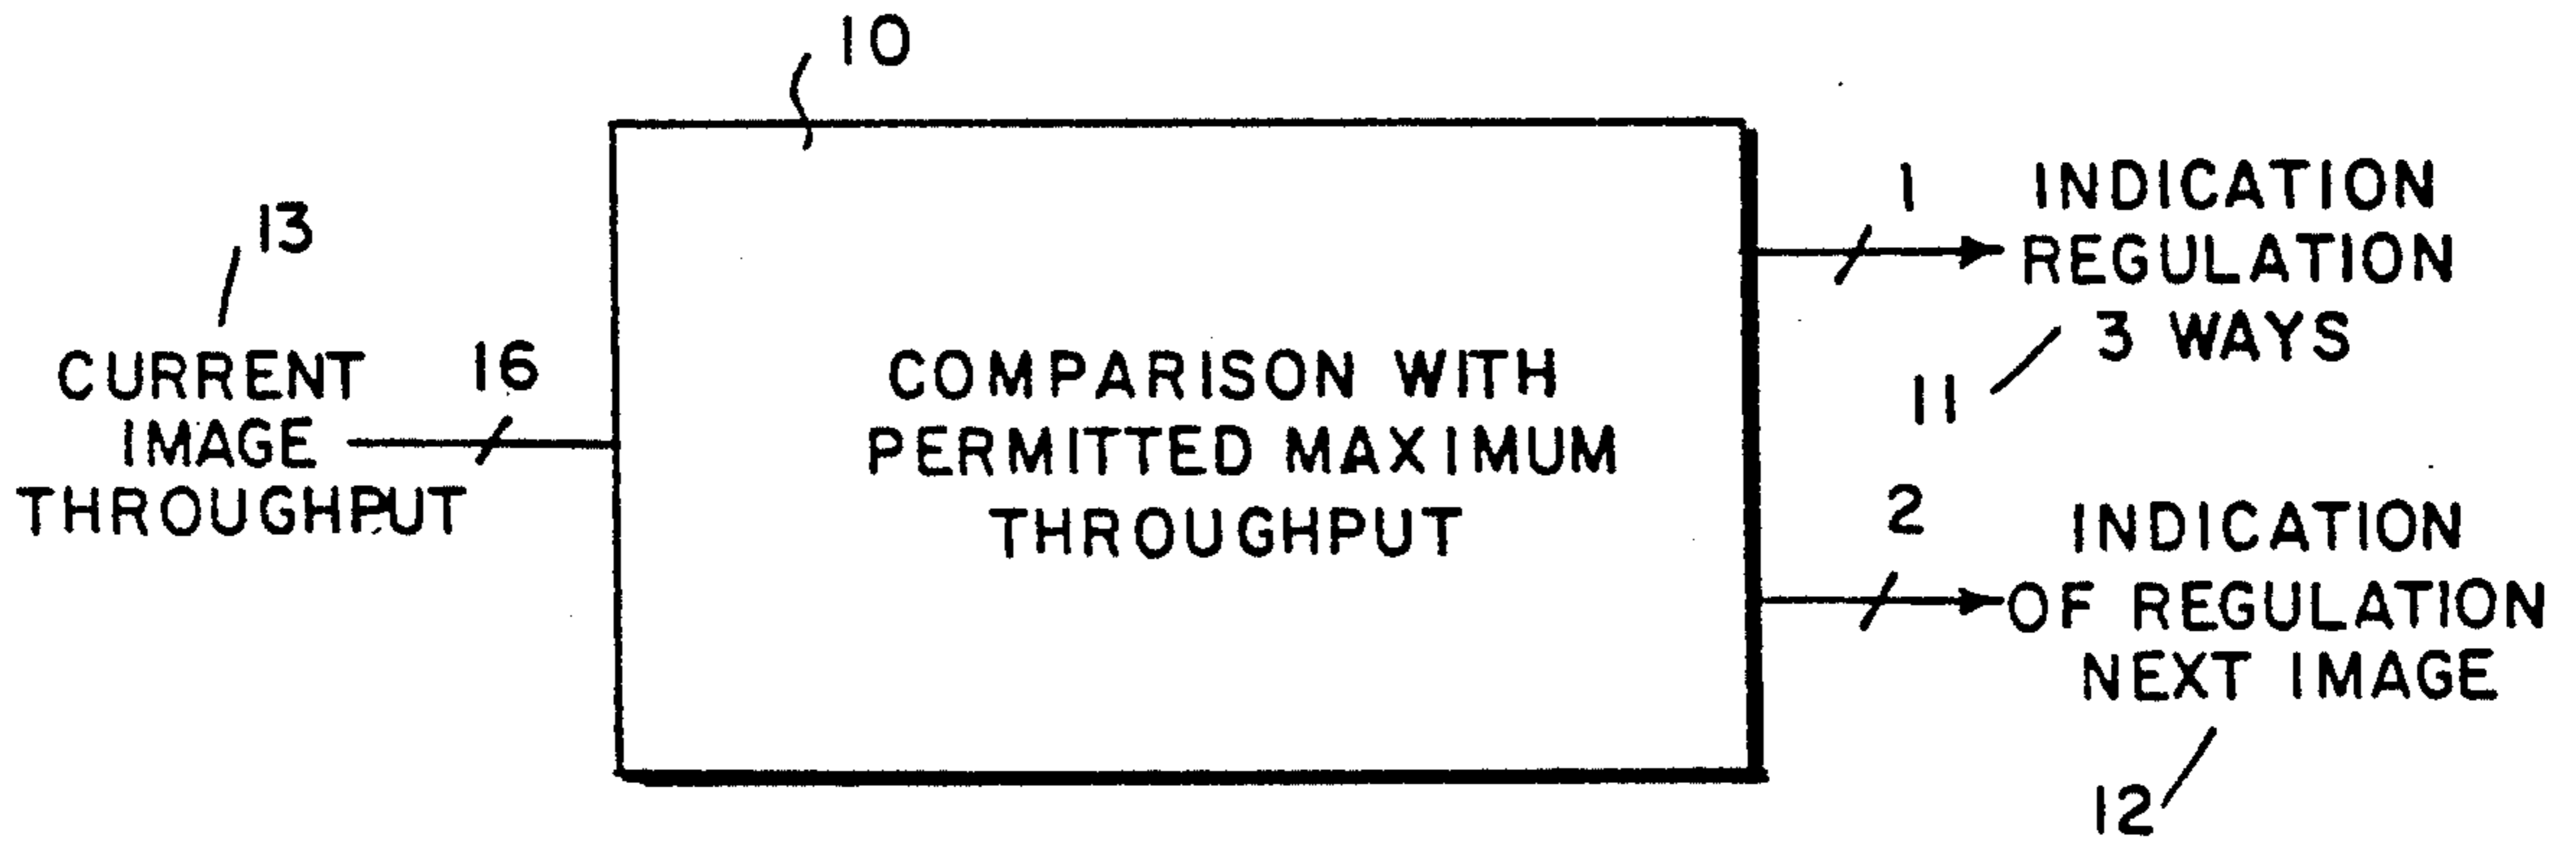 10
13
CURRENT
IMAGE
THROUGHPUT
16
COMPARISON WITH
PERMITTED MAXIMUM
THROUGHPUT
1
INDICATION
REGULATION
3 WAYS
11
2
INDICATION
OF REGULATION
NEXT IMAGE
12